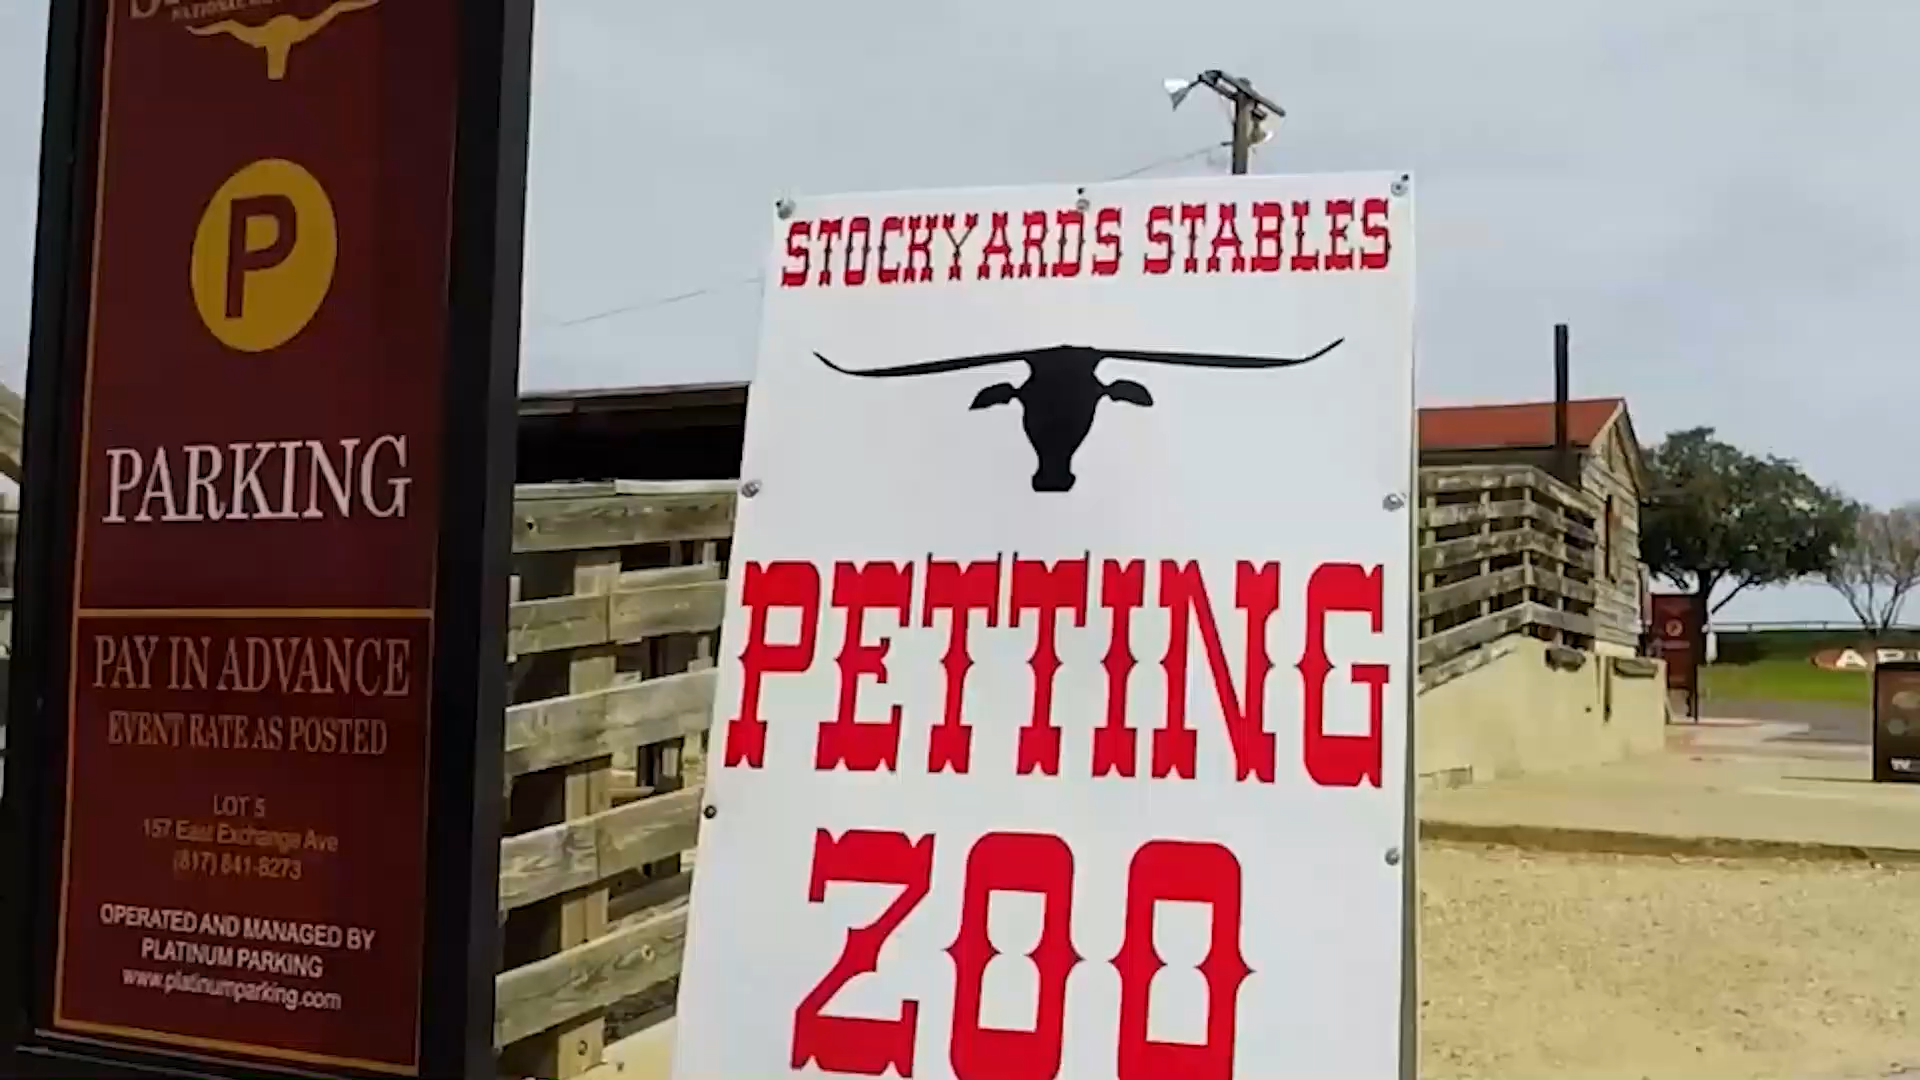 NATIONAL
P
PARKING
PAY IN ADVANCE
EVENT RATE AS POSTED
LOT 5
157 East Exchange Ave
(817) 841-8273
OPERATED AND MANAGED BY
PLATINUM PARKING
www.platinumparking.com
STOCKYARDS STABLES
PETTING
ZOO